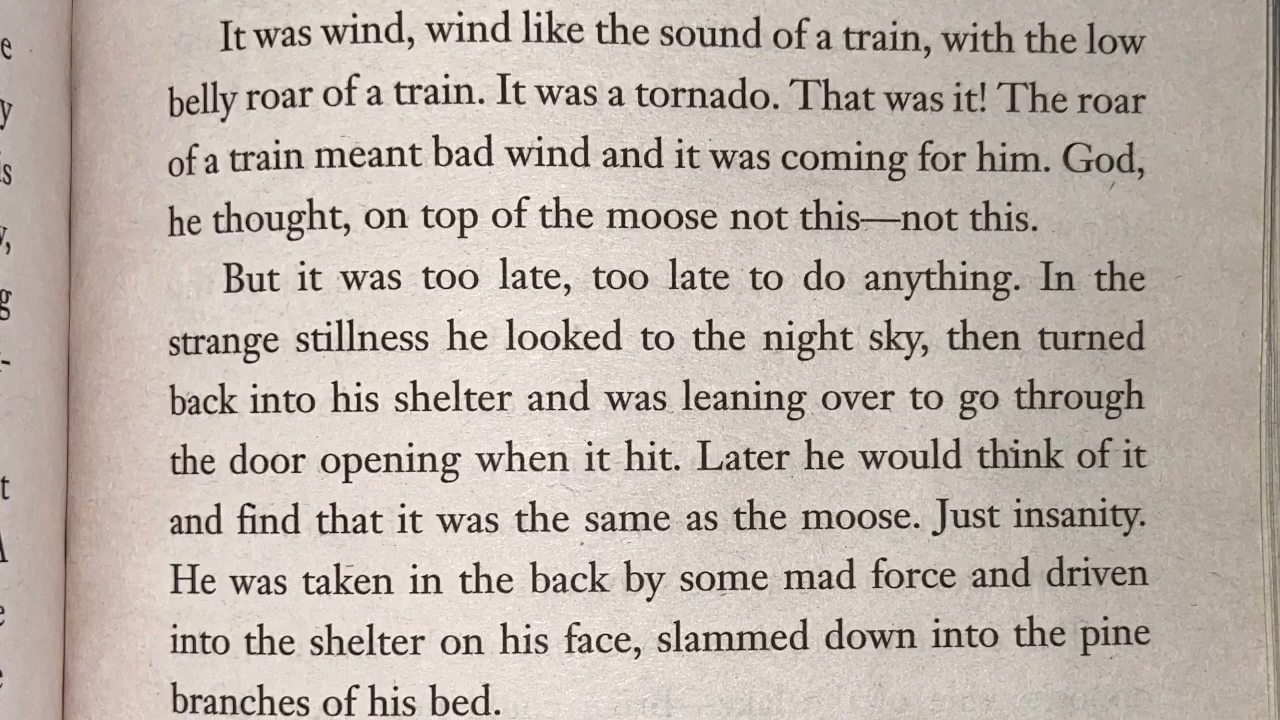 It was wind, wind like the sound of a train, with the low
belly roar of a train. It was a tornado. That was it! The roar
of a train meant bad wind and it was coming for him. God,
he thought, on top of the moose not this—not this.
But it was too late, too late to do anything. In the
strange stillness he looked to the night sky, then turned
back into his shelter and was leaning over to go through
the door opening when it hit. Later he would think of it
and find that it was the same as the moose. Just insanity.
He was taken in the back by some mad force and driven
into the shelter on his face, slammed down into the pine
branches of his bed.